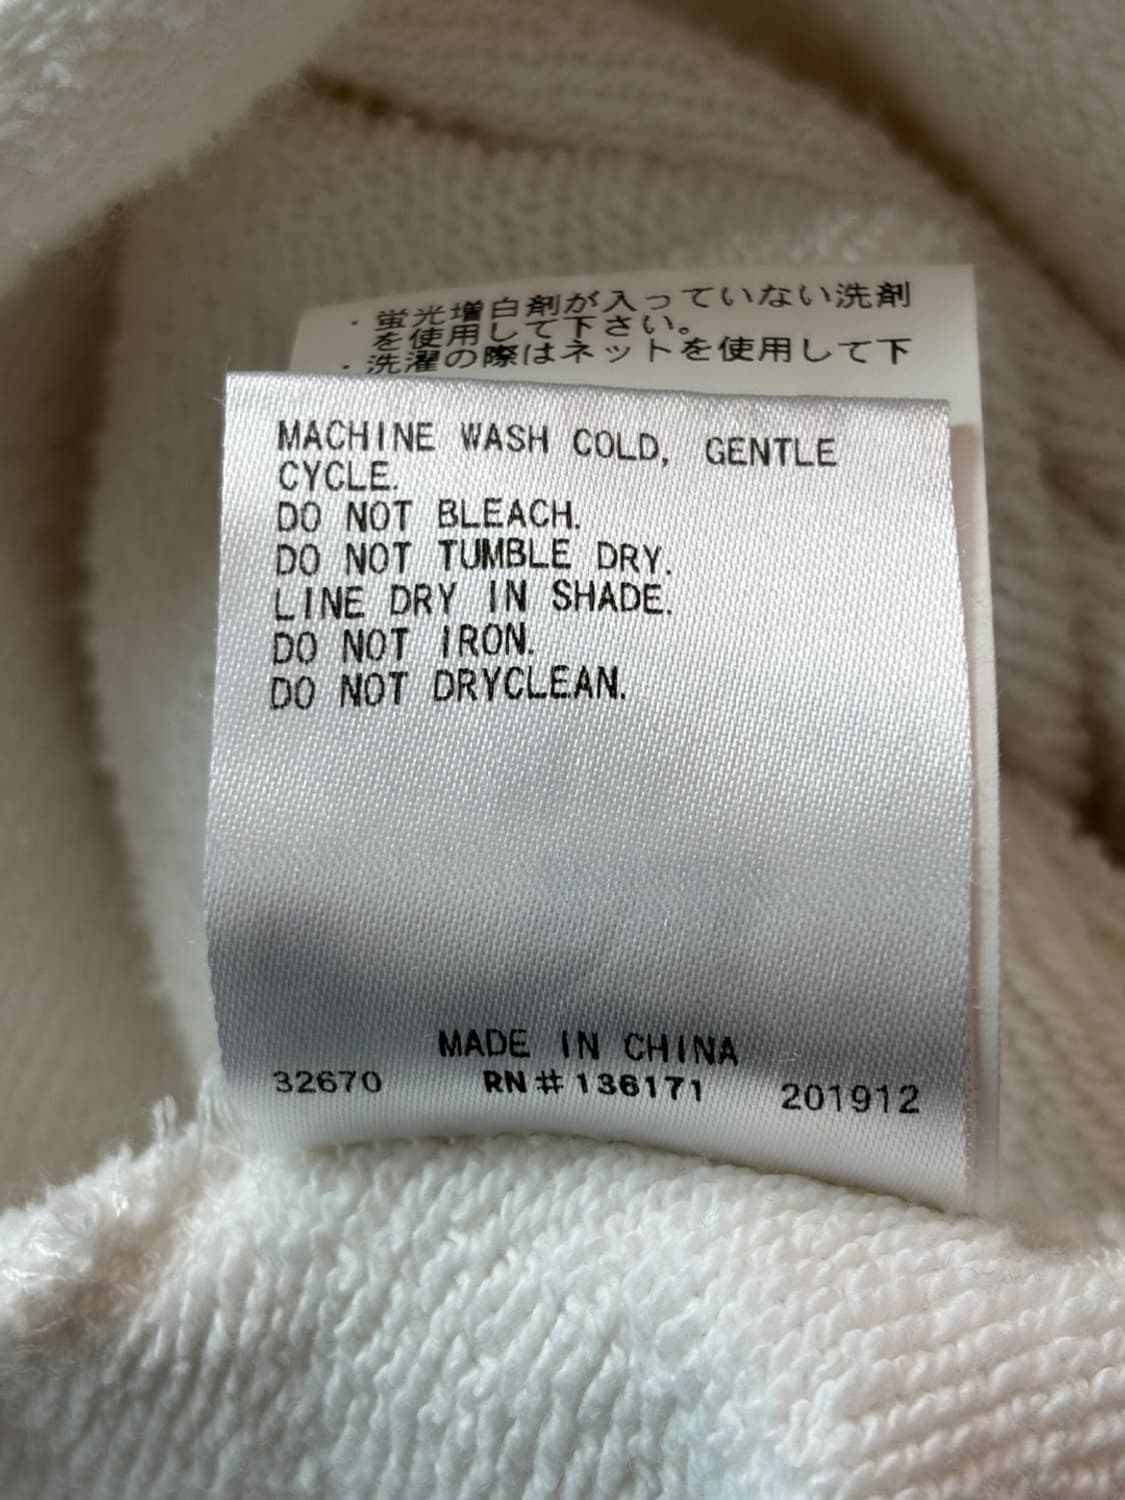 ・蛍光増白剤が入っていない洗剤
を使用して下さい。
・洗濯の際はネットを使用して下
MACHINE WASH COLD, GENTLE
CYCLE.
DO NOT BLEACH.
DO NOT TUMBLE DRY.
LINE DRY IN SHADE.
DO NOT IRON.
DO NOT DRYCLEAN.
MADE IN CHINA
32670 RN#136171 201912